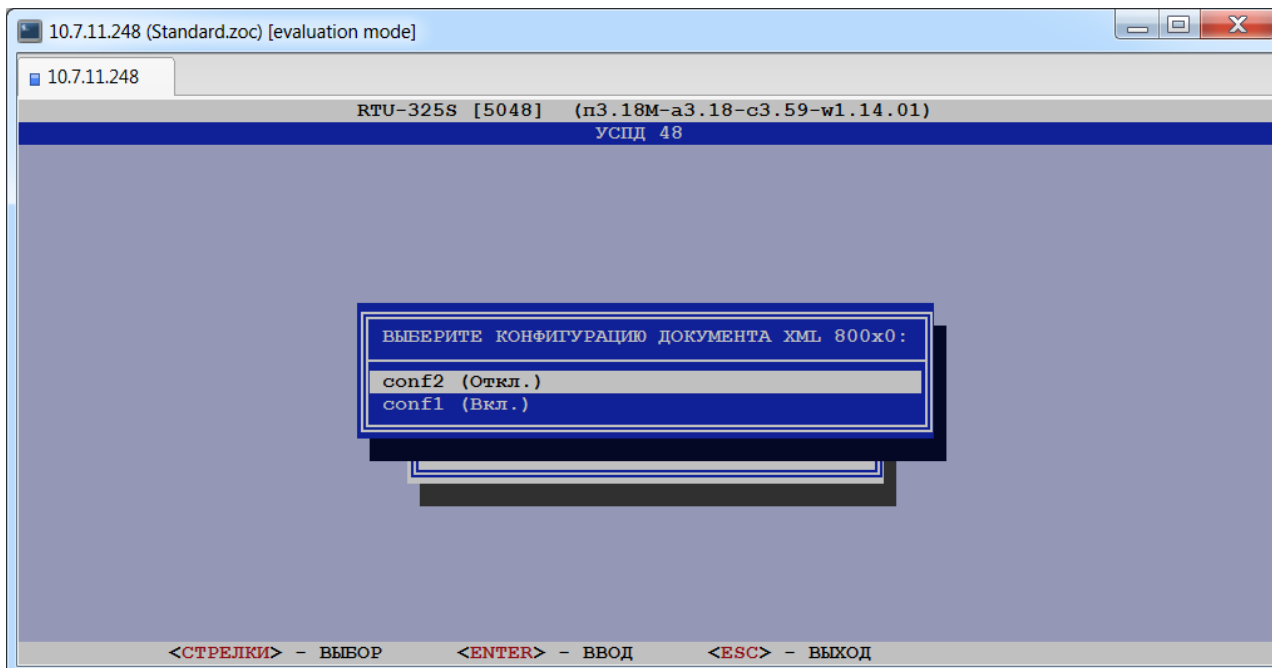 10.7.11.248 (Standard.zoc) [evaluation mode]
10.7.11.248
RTU-325S [5048] (п3.18М-а3.18-с3.59-w1.14.01)
УСПД 48
ВЫБЕРИТЕ КОНФИГУРАЦИЮ ДОКУМЕНТА XML 800x0:
conf2 (Откл.)
conf1 (Вкл.)
<СТРЕЛКИ> - ВЫБОР <ENTER> - ВВОД <ESC> - ВЫХОД